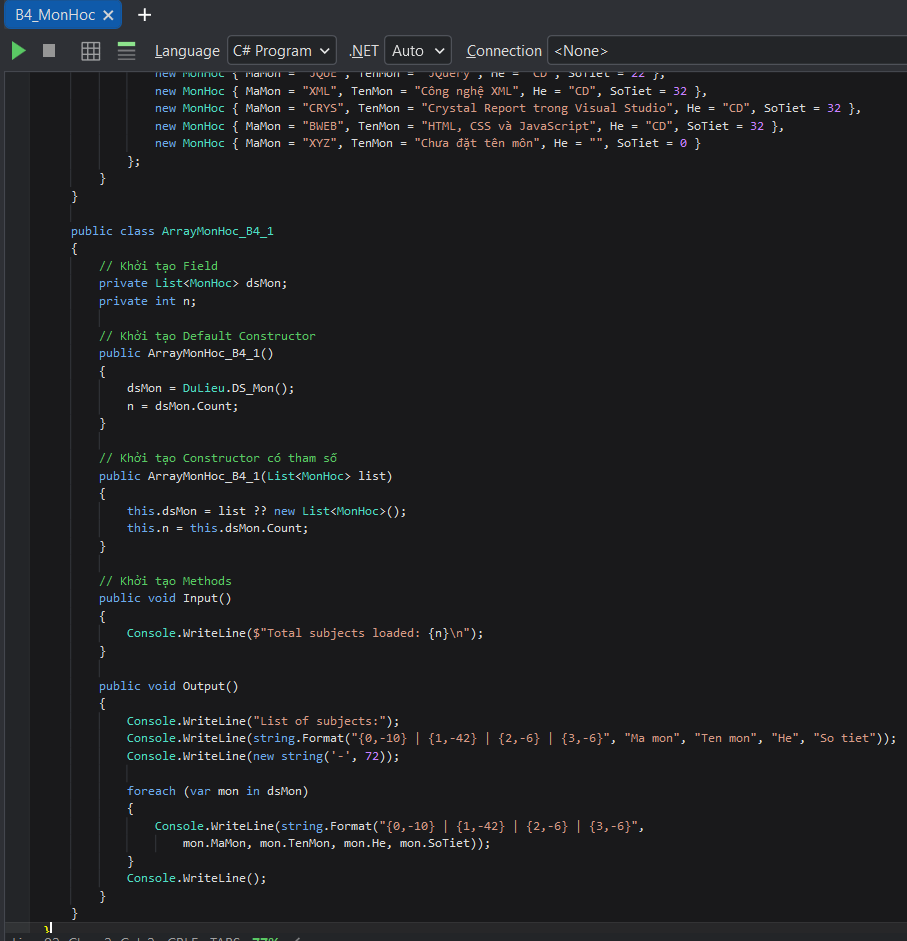 B4_MonHoc × +
Language C# Program .NET Auto Connection <None>
new MonHoc { MaMon = "JQUE", TenMon = "JQuery", He = "CD", SoTiet = 22 },
new MonHoc { MaMon = "XML", TenMon = "Công nghệ XML", He = "CD", SoTiet = 32 },
new MonHoc { MaMon = "CRYS", TenMon = "Crystal Report trong Visual Studio", He = "CD", SoTiet = 32 },
new MonHoc { MaMon = "BWEB", TenMon = "HTML, CSS và JavaScript", He = "CD", SoTiet = 32 },
new MonHoc { MaMon = "XYZ", TenMon = "Chưa đặt tên môn", He = "", SoTiet = 0 }
};
}
}
public class ArrayMonHoc_B4_1
{
// Khởi tạo Field
private List<MonHoc> dsMon;
private int n;
// Khởi tạo Default Constructor
public ArrayMonHoc_B4_1()
{
dsMon = DuLieu.DS_Mon();
n = dsMon.Count;
}
// Khởi tạo Constructor có tham số
public ArrayMonHoc_B4_1(List<MonHoc> list)
{
this.dsMon = list ?? new List<MonHoc>();
this.n = this.dsMon.Count;
}
// Khởi tạo Methods
public void Input()
{
Console.WriteLine($"Total subjects loaded: {n}\n");
}
public void Output()
{
Console.WriteLine("List of subjects:");
Console.WriteLine(string.Format("{0,-10} | {1,-42} | {2,-6} | {3,-6}", "Ma mon", "Ten mon", "He", "So tiet"));
Console.WriteLine(new string('-', 72));
foreach (var mon in dsMon)
{
Console.WriteLine(string.Format("{0,-10} | {1,-42} | {2,-6} | {3,-6}",
mon.MaMon, mon.TenMon, mon.He, mon.SoTiet));
}
Console.WriteLine();
}
}
}